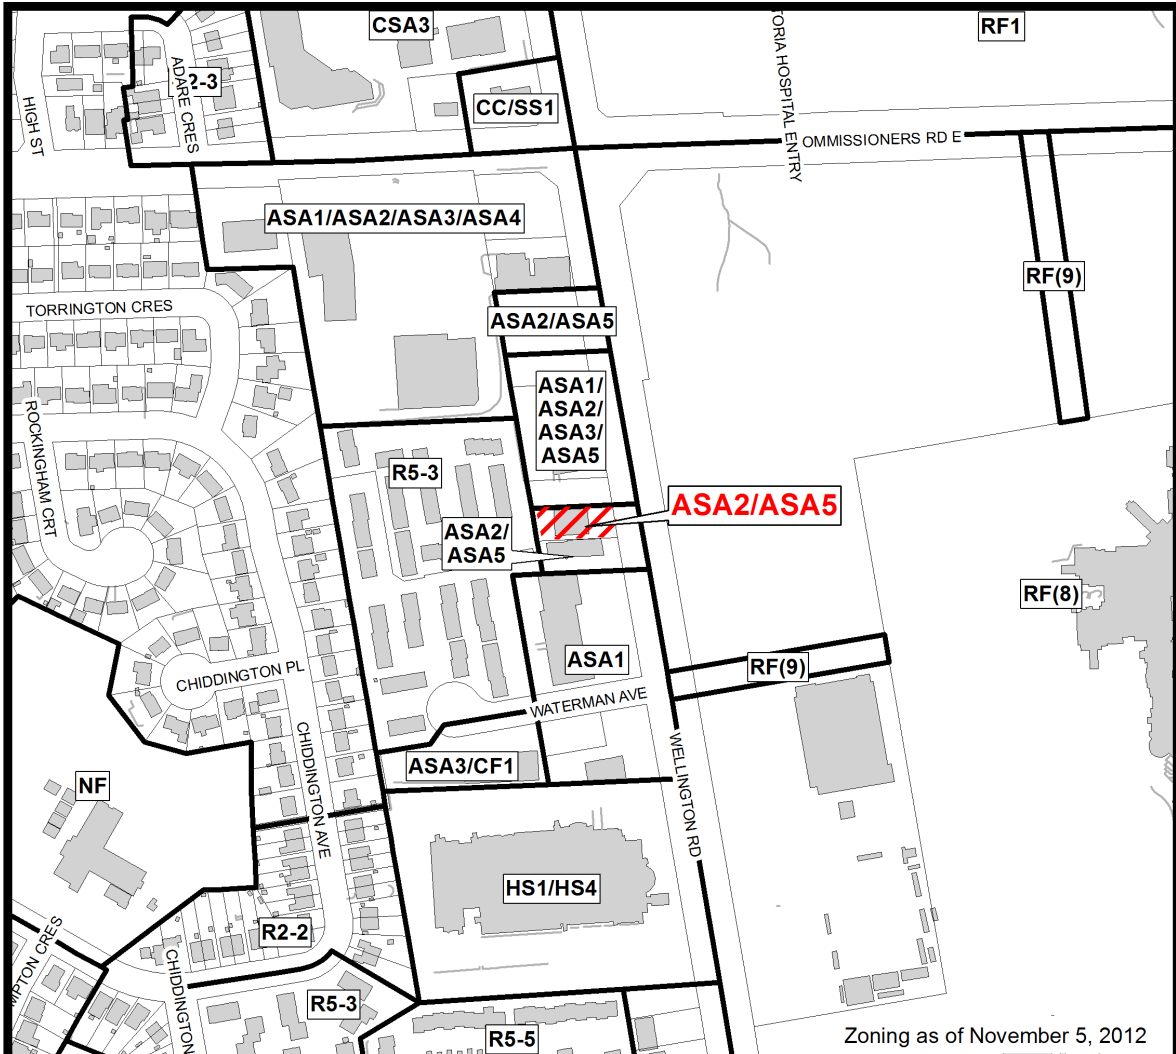 CSA3
RF1
2-3
ADARE CRES
HIGH ST
CC/SS1
TORIA HOSPITAL ENTRY
OMMISSIONERS RD E
ASA1/ASA2/ASA3/ASA4
RF(9)
TORRINGTON CRES
ASA2/ASA5
ASA1/
ASA2/
ASA3/
ASA5
ROCKINGHAM CRT
R5-3
ASA2/ASA5
ASA2/
ASA5
RF(8)
ASA1
RF(9)
CHIDDINGTON PL
WATERMAN AVE
CHIDDINGTON AVE
WELLINGTON RD
ASA3/CF1
NF
HS1/HS4
R2-2
MPTON CRES
CHIDDINGTON
R5-3
R5-5
Zoning as of November 5, 2012